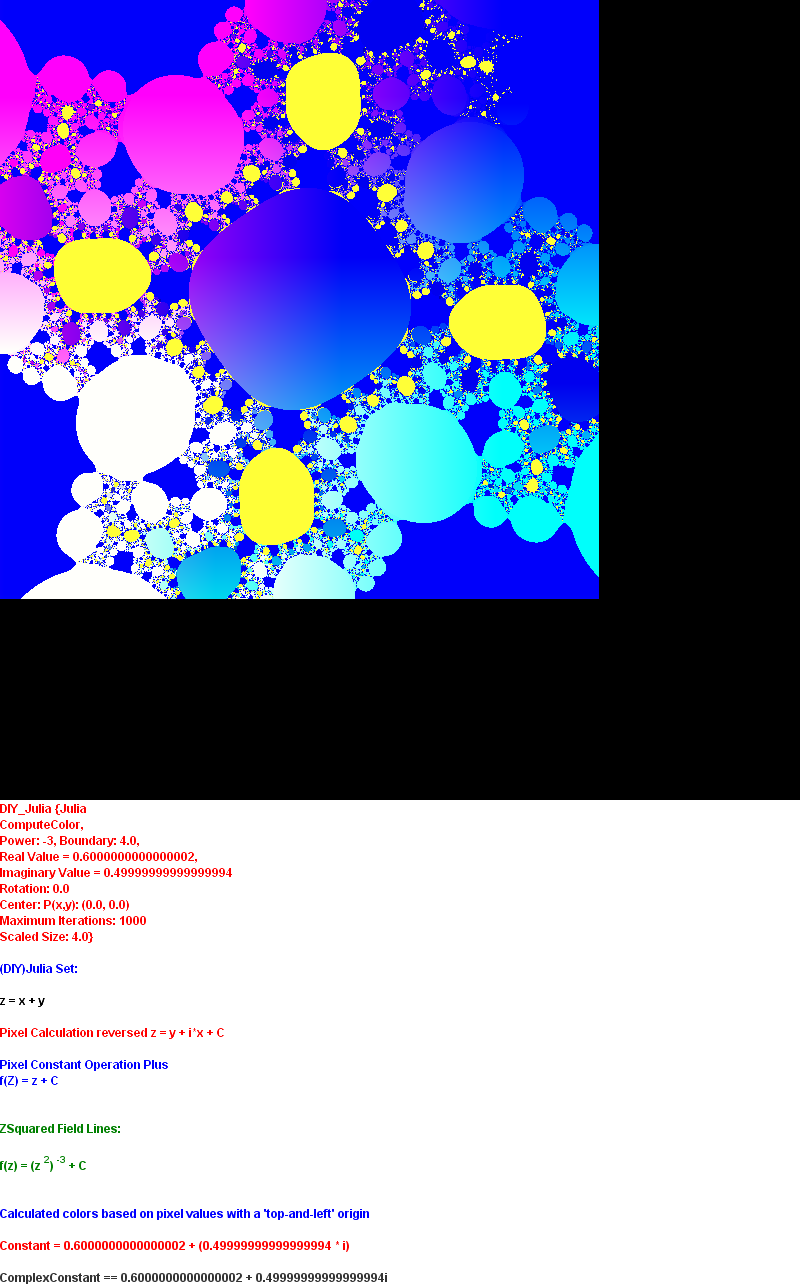 DIY_Julia {Julia
ComputeColor,
Power: -3, Boundary: 4.0,
Real Value = 0.6000000000000002,
Imaginary Value = 0.49999999999999994
Rotation: 0.0
Center: P(x,y): (0.0, 0.0)
Maximum Iterations: 1000
Scaled Size: 4.0}
(DIY)Julia Set:
z = x + y
Pixel Calculation reversed z = y + i*x + C
Pixel Constant Operation Plus
f(Z) = z + C
ZSquared Field Lines:
f(z) = (z ²) ⁻³ + C
Calculated colors based on pixel values with a 'top-and-left' origin
Constant = 0.6000000000000002 + (0.49999999999999994 * i)
ComplexConstant == 0.6000000000000002 + 0.49999999999999994i